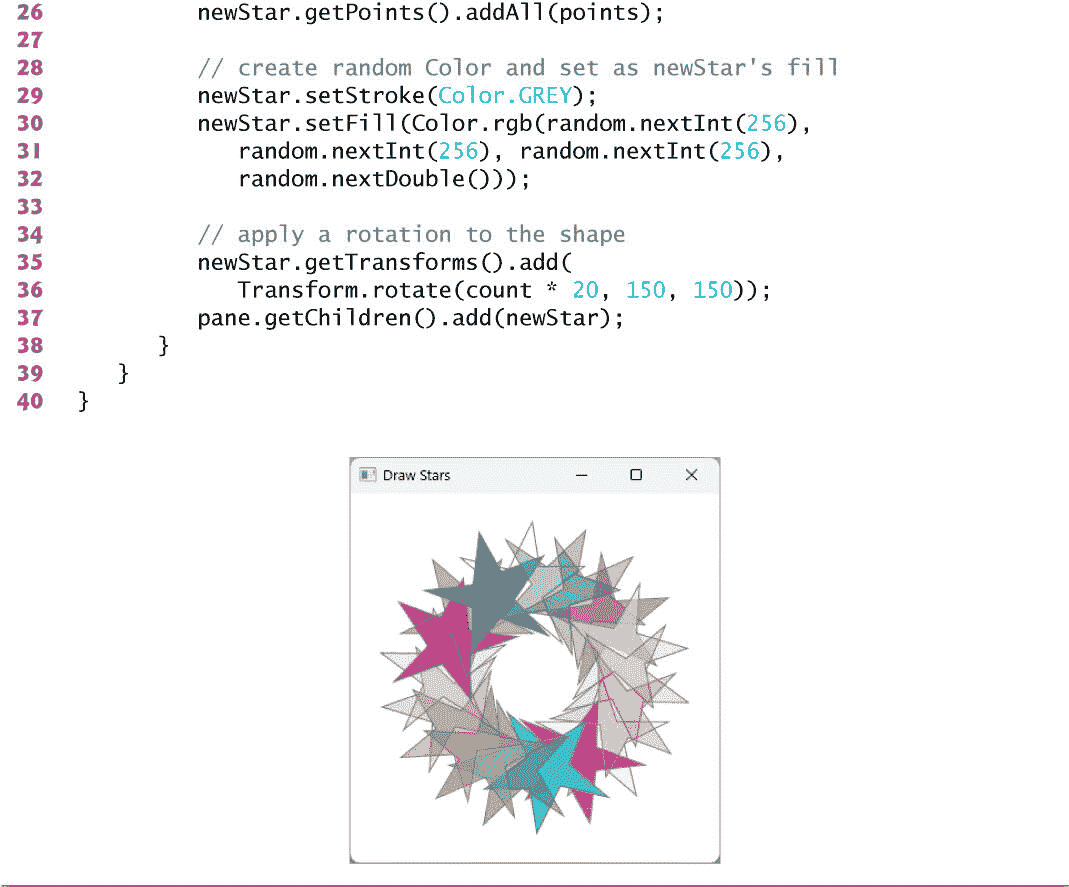 26 newStar.getPoints().addAll(points);
27
28 // create random Color and set as newStar's fill
29 newStar.setStroke(Color.GREY);
30 newStar.setFill(Color.rgb(random.nextInt(256),
31 random.nextInt(256), random.nextInt(256),
32 random.nextDouble()));
33
34 // apply a rotation to the shape
35 newStar.getTransforms().add(
36 Transform.rotate(count * 20, 150, 150));
37 pane.getChildren().add(newStar);
38 }
39 }
40 }
Draw Stars